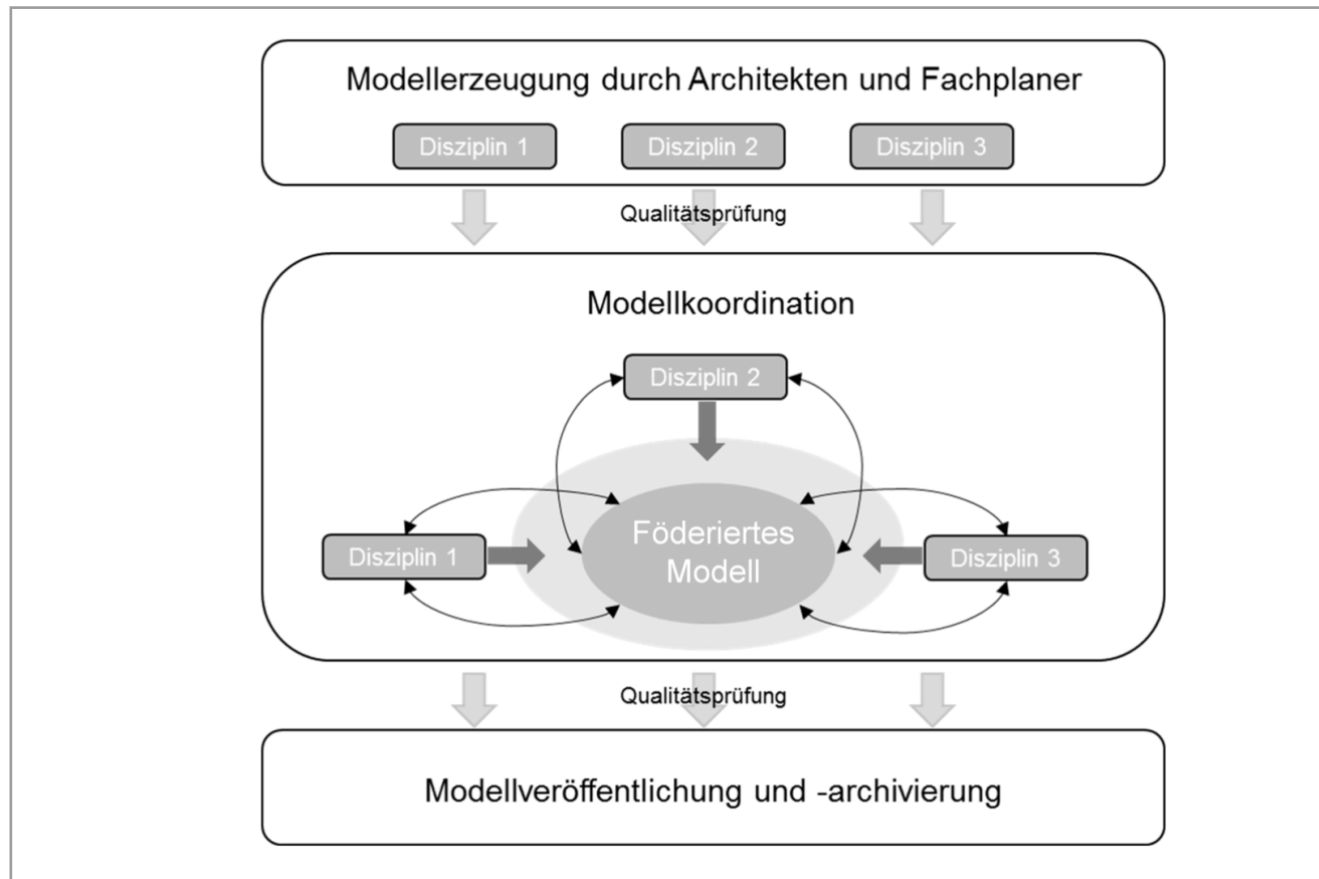 Modellerzeugung durch Architekten und Fachplaner
Disziplin 1
Disziplin 2
Disziplin 3
Qualitätsprüfung
Modellkoordination
Disziplin 2
Föderiertes
Modell
Disziplin 1
Disziplin 3
Qualitätsprüfung
Modellveröffentlichung und -archivierung